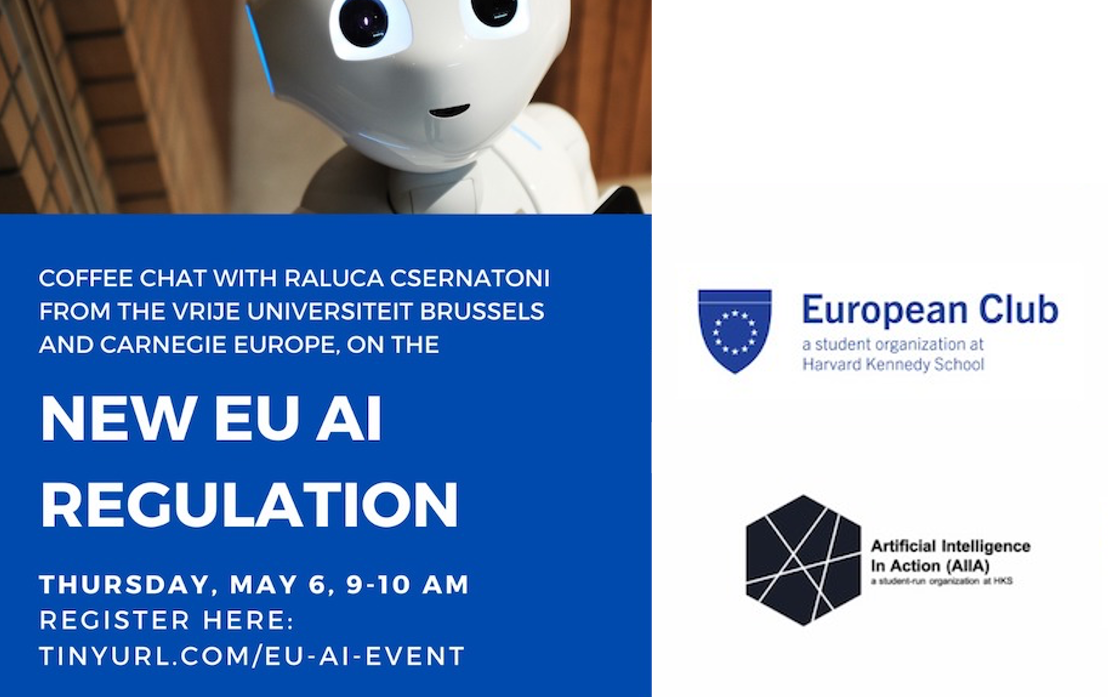 COFFEE CHAT WITH RALUCA CSERNATONI
FROM THE VRIJE UNIVERSITEIT BRUSSELS
AND CARNEGIE EUROPE, ON THE
NEW EU AI
REGULATION
THURSDAY, MAY 6, 9-10 AM
REGISTER HERE:
TINYURL.COM/EU-AI-EVENT
European Club
a student organization at
Harvard Kennedy School
Artificial Intelligence
In Action (AIIA)
a student-run organization at HKS